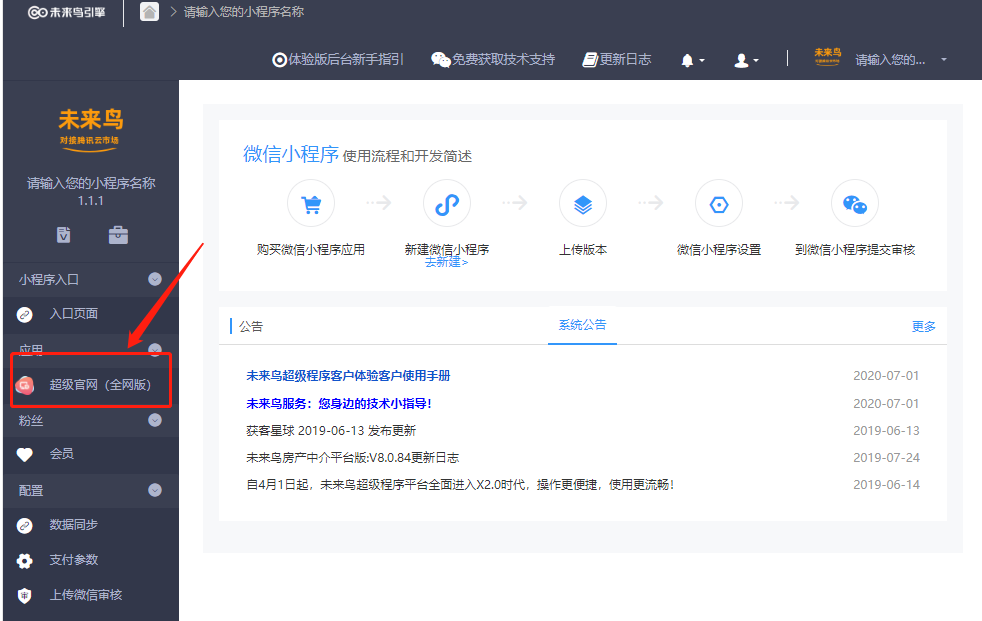 未来鸟引擎
请输入您的小程序名称
体验版后台新手指引
免费获取技术支持
更新日志
未来鸟
请输入您的...
未来鸟
对接腾讯云市场
请输入您的小程序名称
1.1.1
小程序入口
入口页面
应用
超级官网（全网版）
粉丝
会员
配置
数据同步
支付参数
上传微信审核
微信小程序 使用流程和开发简述
购买微信小程序应用
新建微信小程序
去新建>
上传版本
微信小程序设置
到微信小程序提交审核
公告
系统公告
更多
未来鸟超级程序客户体验客户使用手册 2020-07-01
未来鸟服务：您身边的技术小指导！ 2020-07-01
获客星球 2019-06-13 发布更新 2019-06-13
未来鸟房产中介平台版:V8.0.84更新日志 2019-07-24
自4月1日起，未来鸟超级程序平台全面进入X2.0时代，操作更便捷，使用更流畅！ 2019-06-14